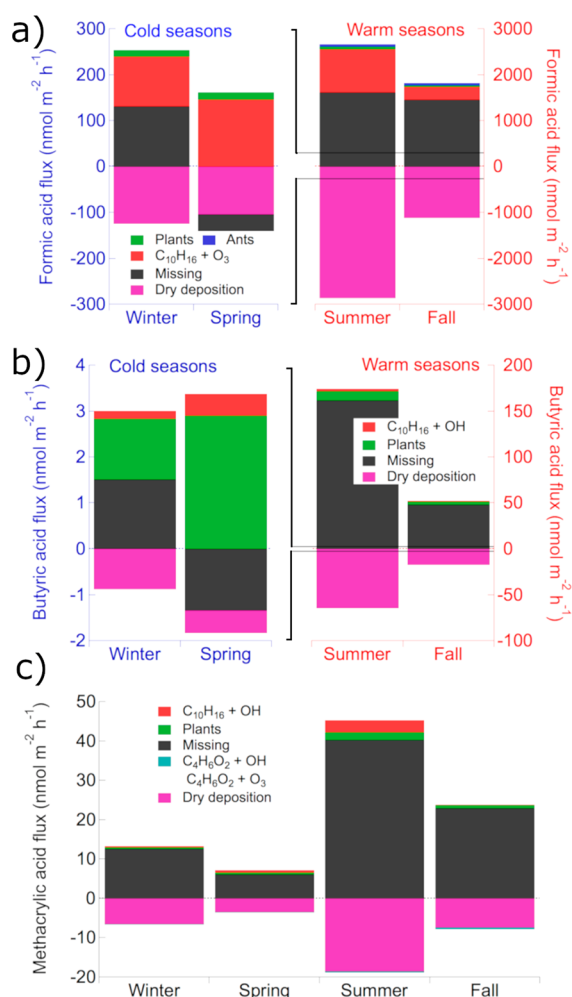 a)
Cold seasons
Warm seasons
Formic acid flux (nmol m⁻² h⁻¹)
300
200
100
0
-100
-200
-300
Plants
Ants
C₁₀H₁₆ + O₃
Missing
Dry deposition
Winter
Spring
Summer
Fall
3000
2000
1000
0
-1000
-2000
-3000
Formic acid flux (nmol m⁻² h⁻¹)
b)
Cold seasons
Warm seasons
Butyric acid flux (nmol m⁻² h⁻¹)
4
3
2
1
0
-1
-2
C₁₀H₁₆ + OH
Plants
Missing
Dry deposition
Winter
Spring
Summer
Fall
200
150
100
50
0
-50
-100
Butyric acid flux (nmol m⁻² h⁻¹)
c)
Methacrylic acid flux (nmol m⁻² h⁻¹)
50
40
30
20
10
0
-10
-20
C₁₀H₁₆ + OH
Plants
Missing
C₄H₆O₂ + OH
C₄H₆O₂ + O₃
Dry deposition
Winter
Spring
Summer
Fall